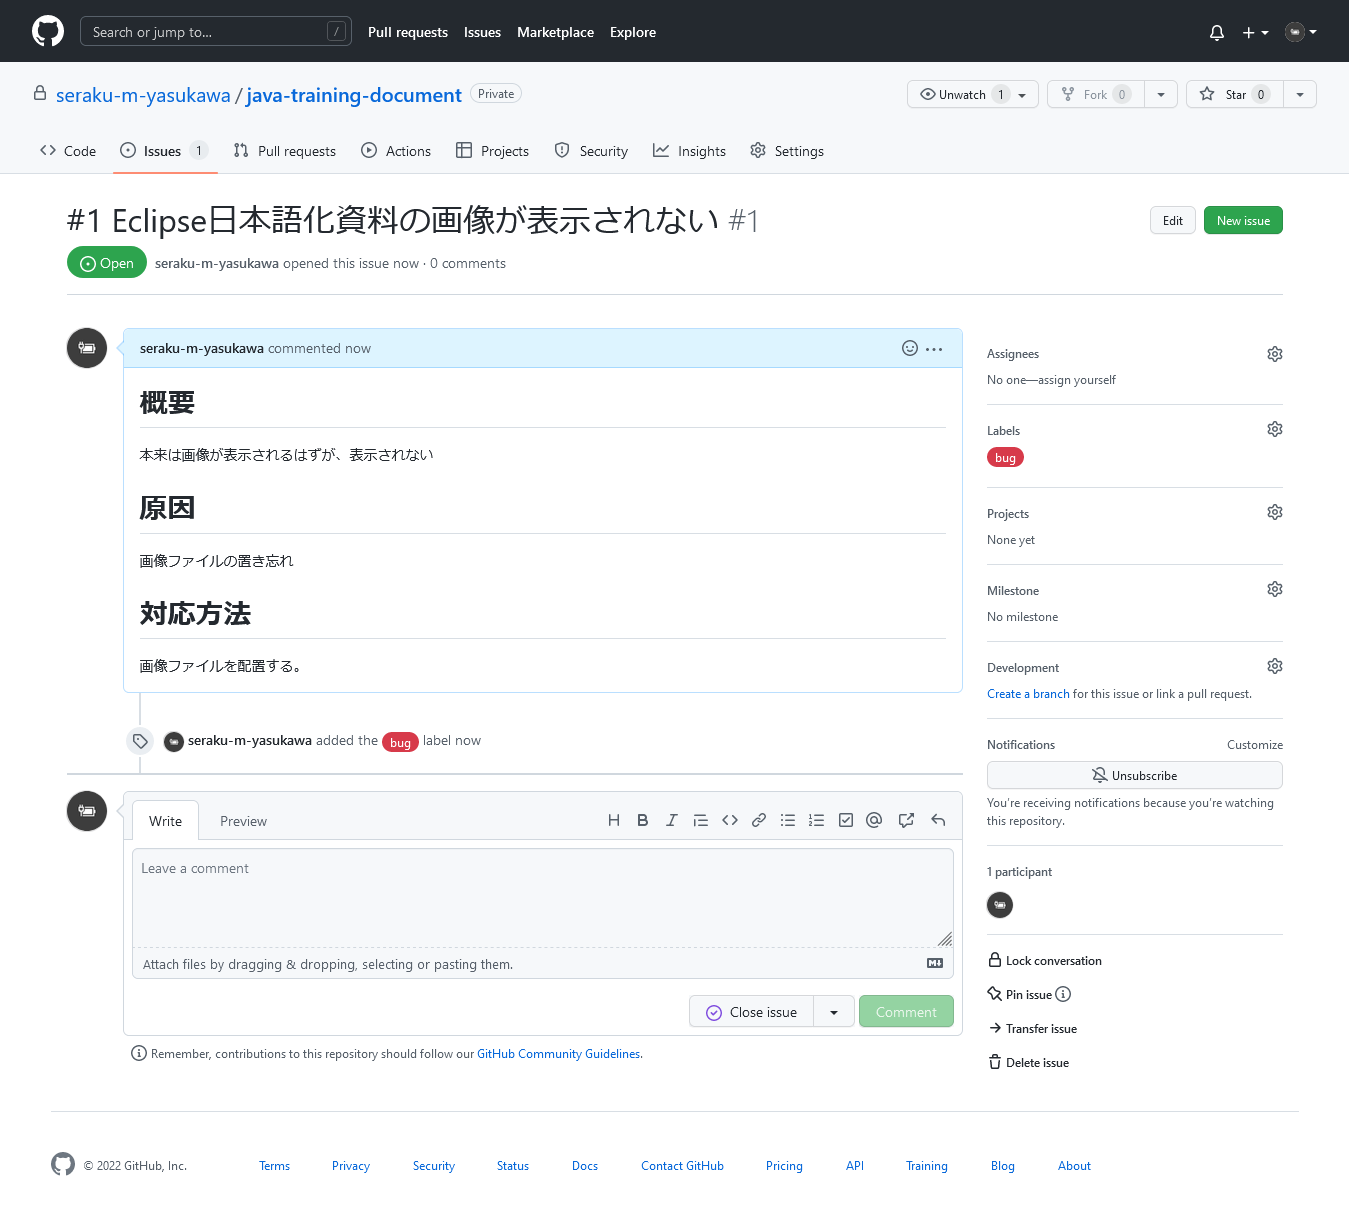 Search or jump to... /
Pull requests Issues Marketplace Explore
seraku-m-yasukawa / java-training-document Private
Unwatch 1 Fork 0 Star 0
Code Issues 1 Pull requests Actions Projects Security Insights Settings
#1 Eclipse日本語化資料の画像が表示されない #1
Edit New issue
Open seraku-m-yasukawa opened this issue now · 0 comments
seraku-m-yasukawa commented now
概要
本来は画像が表示されるはずが、表示されない
原因
画像ファイルの置き忘れ
対応方法
画像ファイルを配置する。
seraku-m-yasukawa added the bug label now
Write Preview
Leave a comment
Attach files by dragging & dropping, selecting or pasting them.
Close issue Comment
Remember, contributions to this repository should follow our GitHub Community Guidelines.
Assignees
No one—assign yourself
Labels
bug
Projects
None yet
Milestone
No milestone
Development
Create a branch for this issue or link a pull request.
Notifications Customize
Unsubscribe
You're receiving notifications because you're watching
this repository.
1 participant
Lock conversation
Pin issue
Transfer issue
Delete issue
© 2022 GitHub, Inc. Terms Privacy Security Status Docs Contact GitHub Pricing API Training Blog About